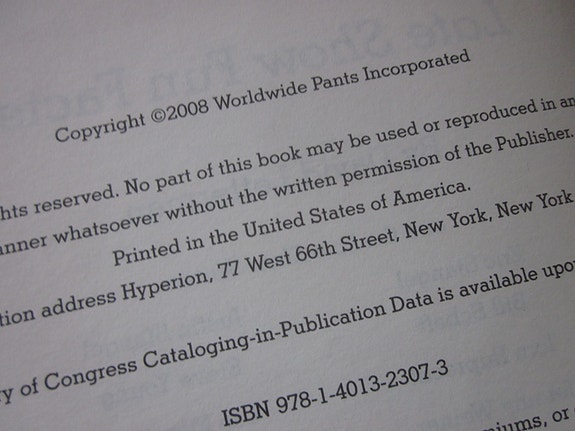 Copyright ©2008 Worldwide Pants Incorporated
hts reserved. No part of this book may be used or reproduced in an
anner whatsoever without the written permission of the Publisher.
Printed in the United States of America.
tion address Hyperion, 77 West 66th Street, New York, New York
y of Congress Cataloging-in-Publication Data is available upo
ISBN 978-1-4013-2307-3
miums, or